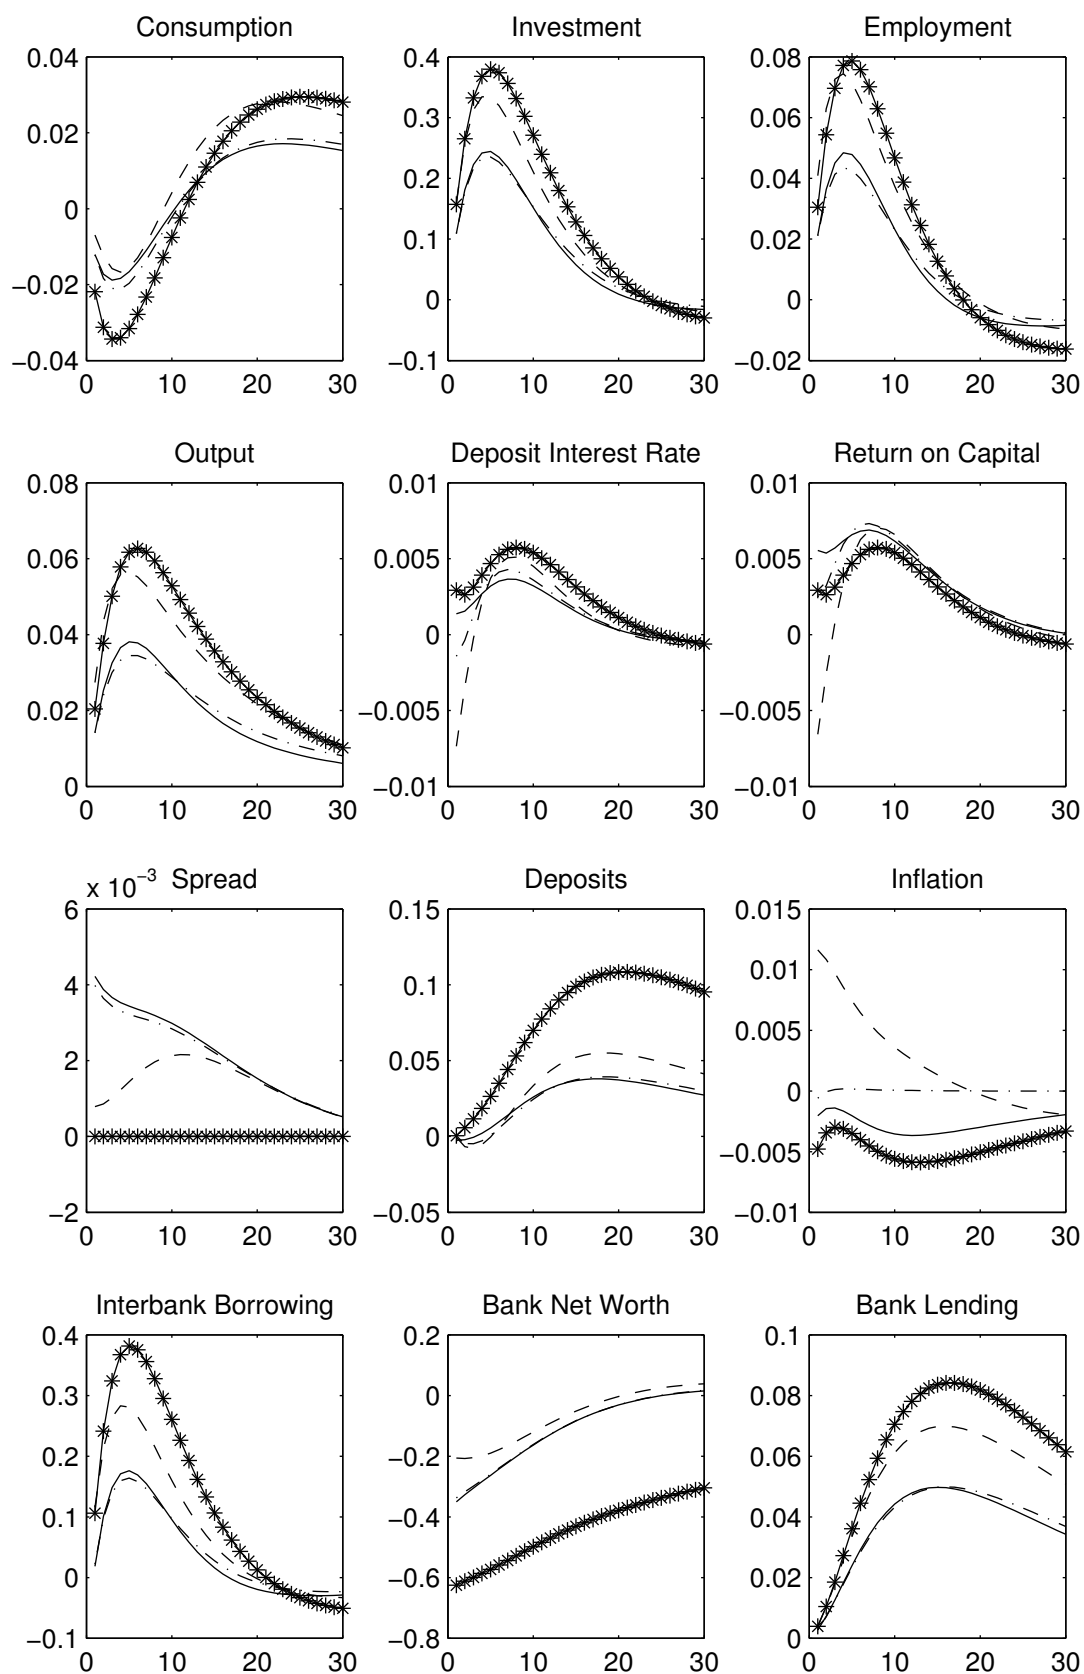 Consumption
0.04
0.02
0
−0.02
−0.04
0 10 20 30
Investment
0.4
0.3
0.2
0.1
0
−0.1
0 10 20 30
Employment
0.08
0.06
0.04
0.02
0
−0.02
0 10 20 30
Output
0.08
0.06
0.04
0.02
0
0 10 20 30
Deposit Interest Rate
0.01
0.005
0
−0.005
−0.01
0 10 20 30
Return on Capital
0.01
0.005
0
−0.005
−0.01
0 10 20 30
x 10−3 Spread
6
4
2
0
−2
0 10 20 30
Deposits
0.15
0.1
0.05
0
−0.05
0 10 20 30
Inflation
0.015
0.01
0.005
0
−0.005
−0.01
0 10 20 30
Interbank Borrowing
0.4
0.3
0.2
0.1
0
−0.1
0 10 20 30
Bank Net Worth
0.2
0
−0.2
−0.4
−0.6
−0.8
0 10 20 30
Bank Lending
0.1
0.08
0.06
0.04
0.02
0
0 10 20 30